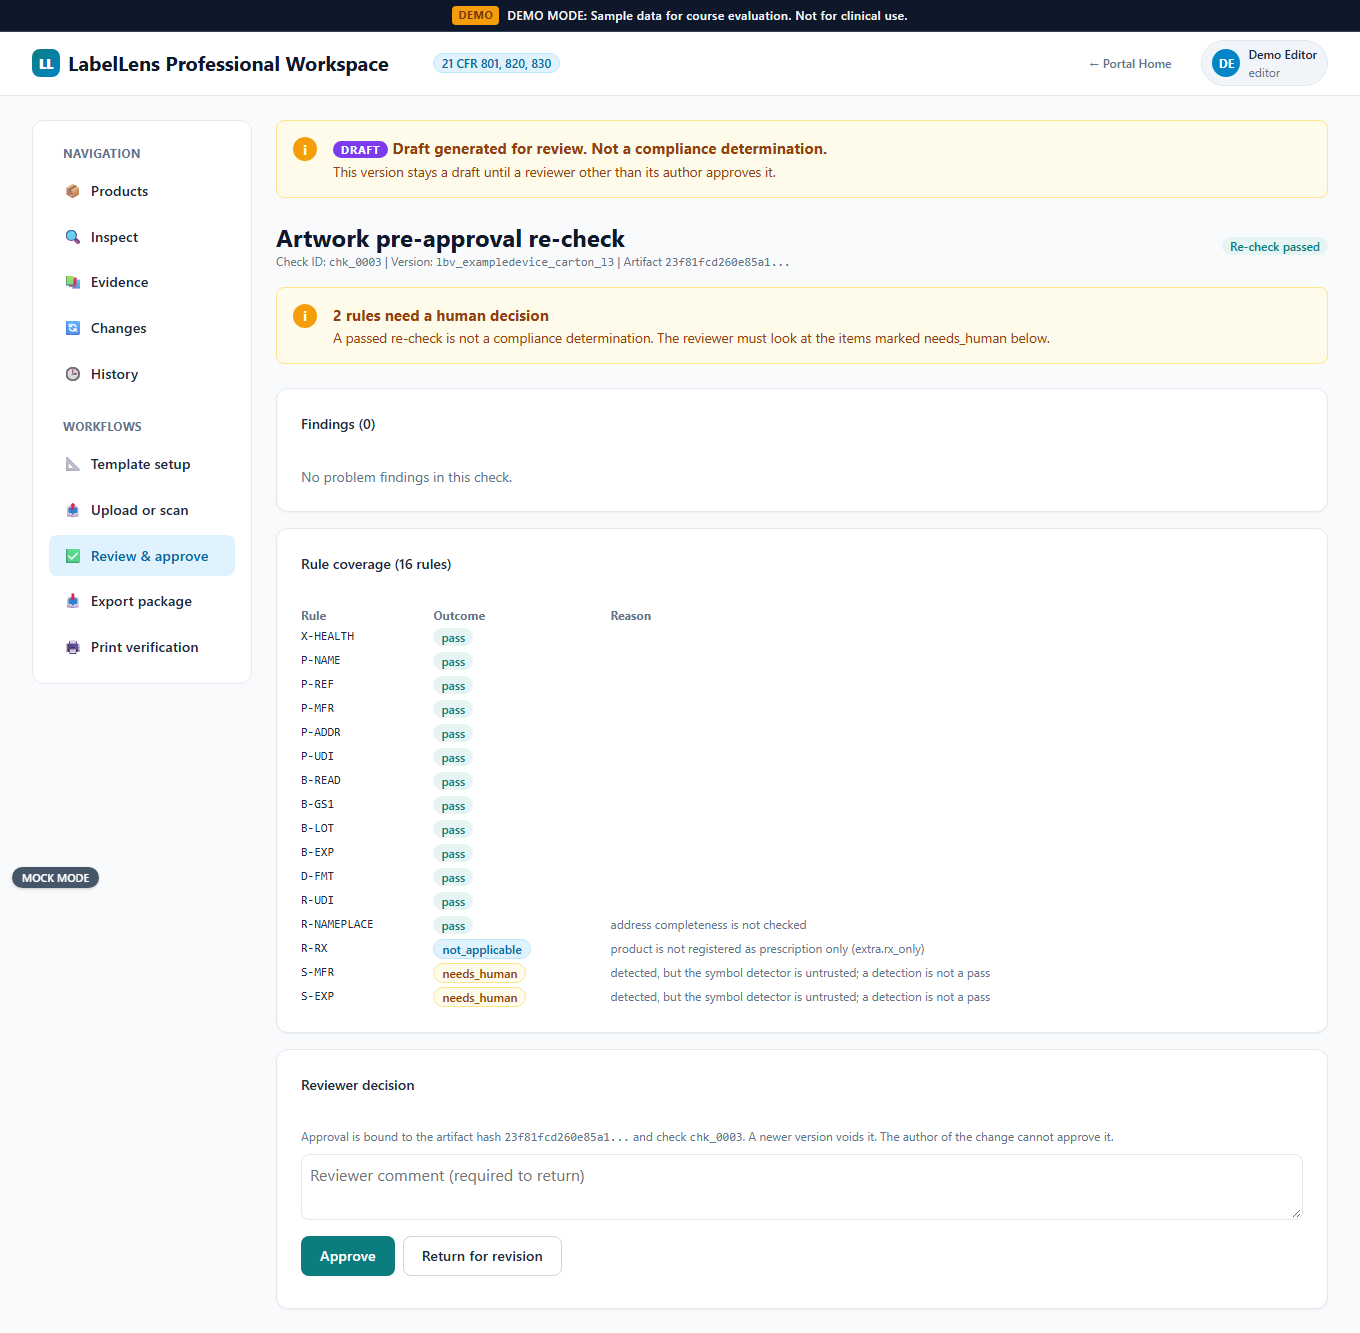 DEMO DEMO MODE: Sample data for course evaluation. Not for clinical use.
LL LabelLens Professional Workspace 21 CFR 801, 820, 830 ← Portal Home DE Demo Editor
editor
NAVIGATION
Products
Inspect
Evidence
Changes
History
WORKFLOWS
Template setup
Upload or scan
Review & approve
Export package
Print verification
MOCK MODE
i DRAFT Draft generated for review. Not a compliance determination.
This version stays a draft until a reviewer other than its author approves it.
Artwork pre-approval re-check
Re-check passed
Check ID: chk_0003 | Version: lbv_exampledevice_carton_13 | Artifact 23f81fcd260e85a1...
i 2 rules need a human decision
A passed re-check is not a compliance determination. The reviewer must look at the items marked needs_human below.
Findings (0)
No problem findings in this check.
Rule coverage (16 rules)
Rule Outcome Reason
X-HEALTH pass
P-NAME pass
P-REF pass
P-MFR pass
P-ADDR pass
P-UDI pass
B-READ pass
B-GS1 pass
B-LOT pass
B-EXP pass
D-FMT pass
R-UDI pass
R-NAMEPLACE pass address completeness is not checked
R-RX not_applicable product is not registered as prescription only (extra.rx_only)
S-MFR needs_human detected, but the symbol detector is untrusted; a detection is not a pass
S-EXP needs_human detected, but the symbol detector is untrusted; a detection is not a pass
Reviewer decision
Approval is bound to the artifact hash 23f81fcd260e85a1... and check chk_0003. A newer version voids it. The author of the change cannot approve it.
Reviewer comment (required to return)
Approve Return for revision